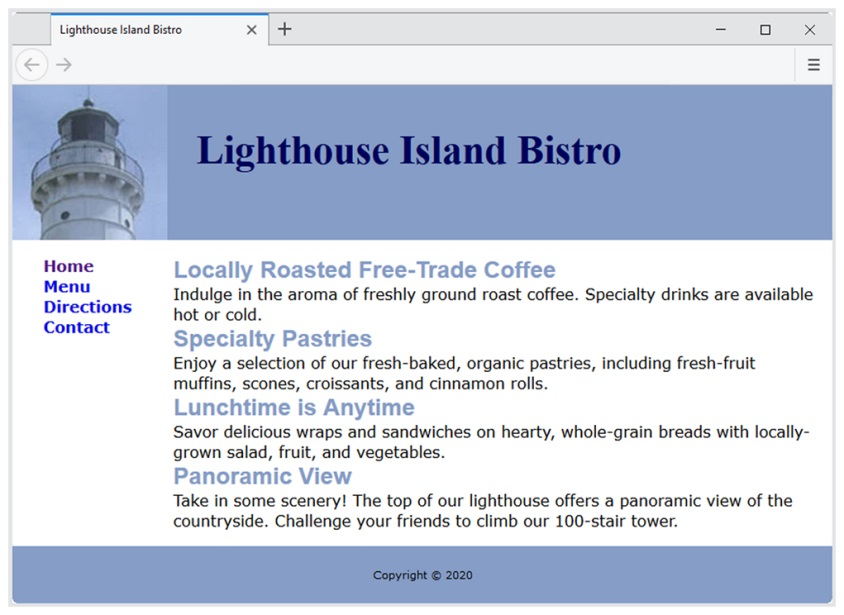 Lighthouse Island Bistro
Lighthouse Island Bistro
Home
Menu
Directions
Contact
Locally Roasted Free-Trade Coffee
Indulge in the aroma of freshly ground roast coffee. Specialty drinks are available
hot or cold.
Specialty Pastries
Enjoy a selection of our fresh-baked, organic pastries, including fresh-fruit
muffins, scones, croissants, and cinnamon rolls.
Lunchtime is Anytime
Savor delicious wraps and sandwiches on hearty, whole-grain breads with locally-
grown salad, fruit, and vegetables.
Panoramic View
Take in some scenery! The top of our lighthouse offers a panoramic view of the
countryside. Challenge your friends to climb our 100-stair tower.
Copyright © 2020